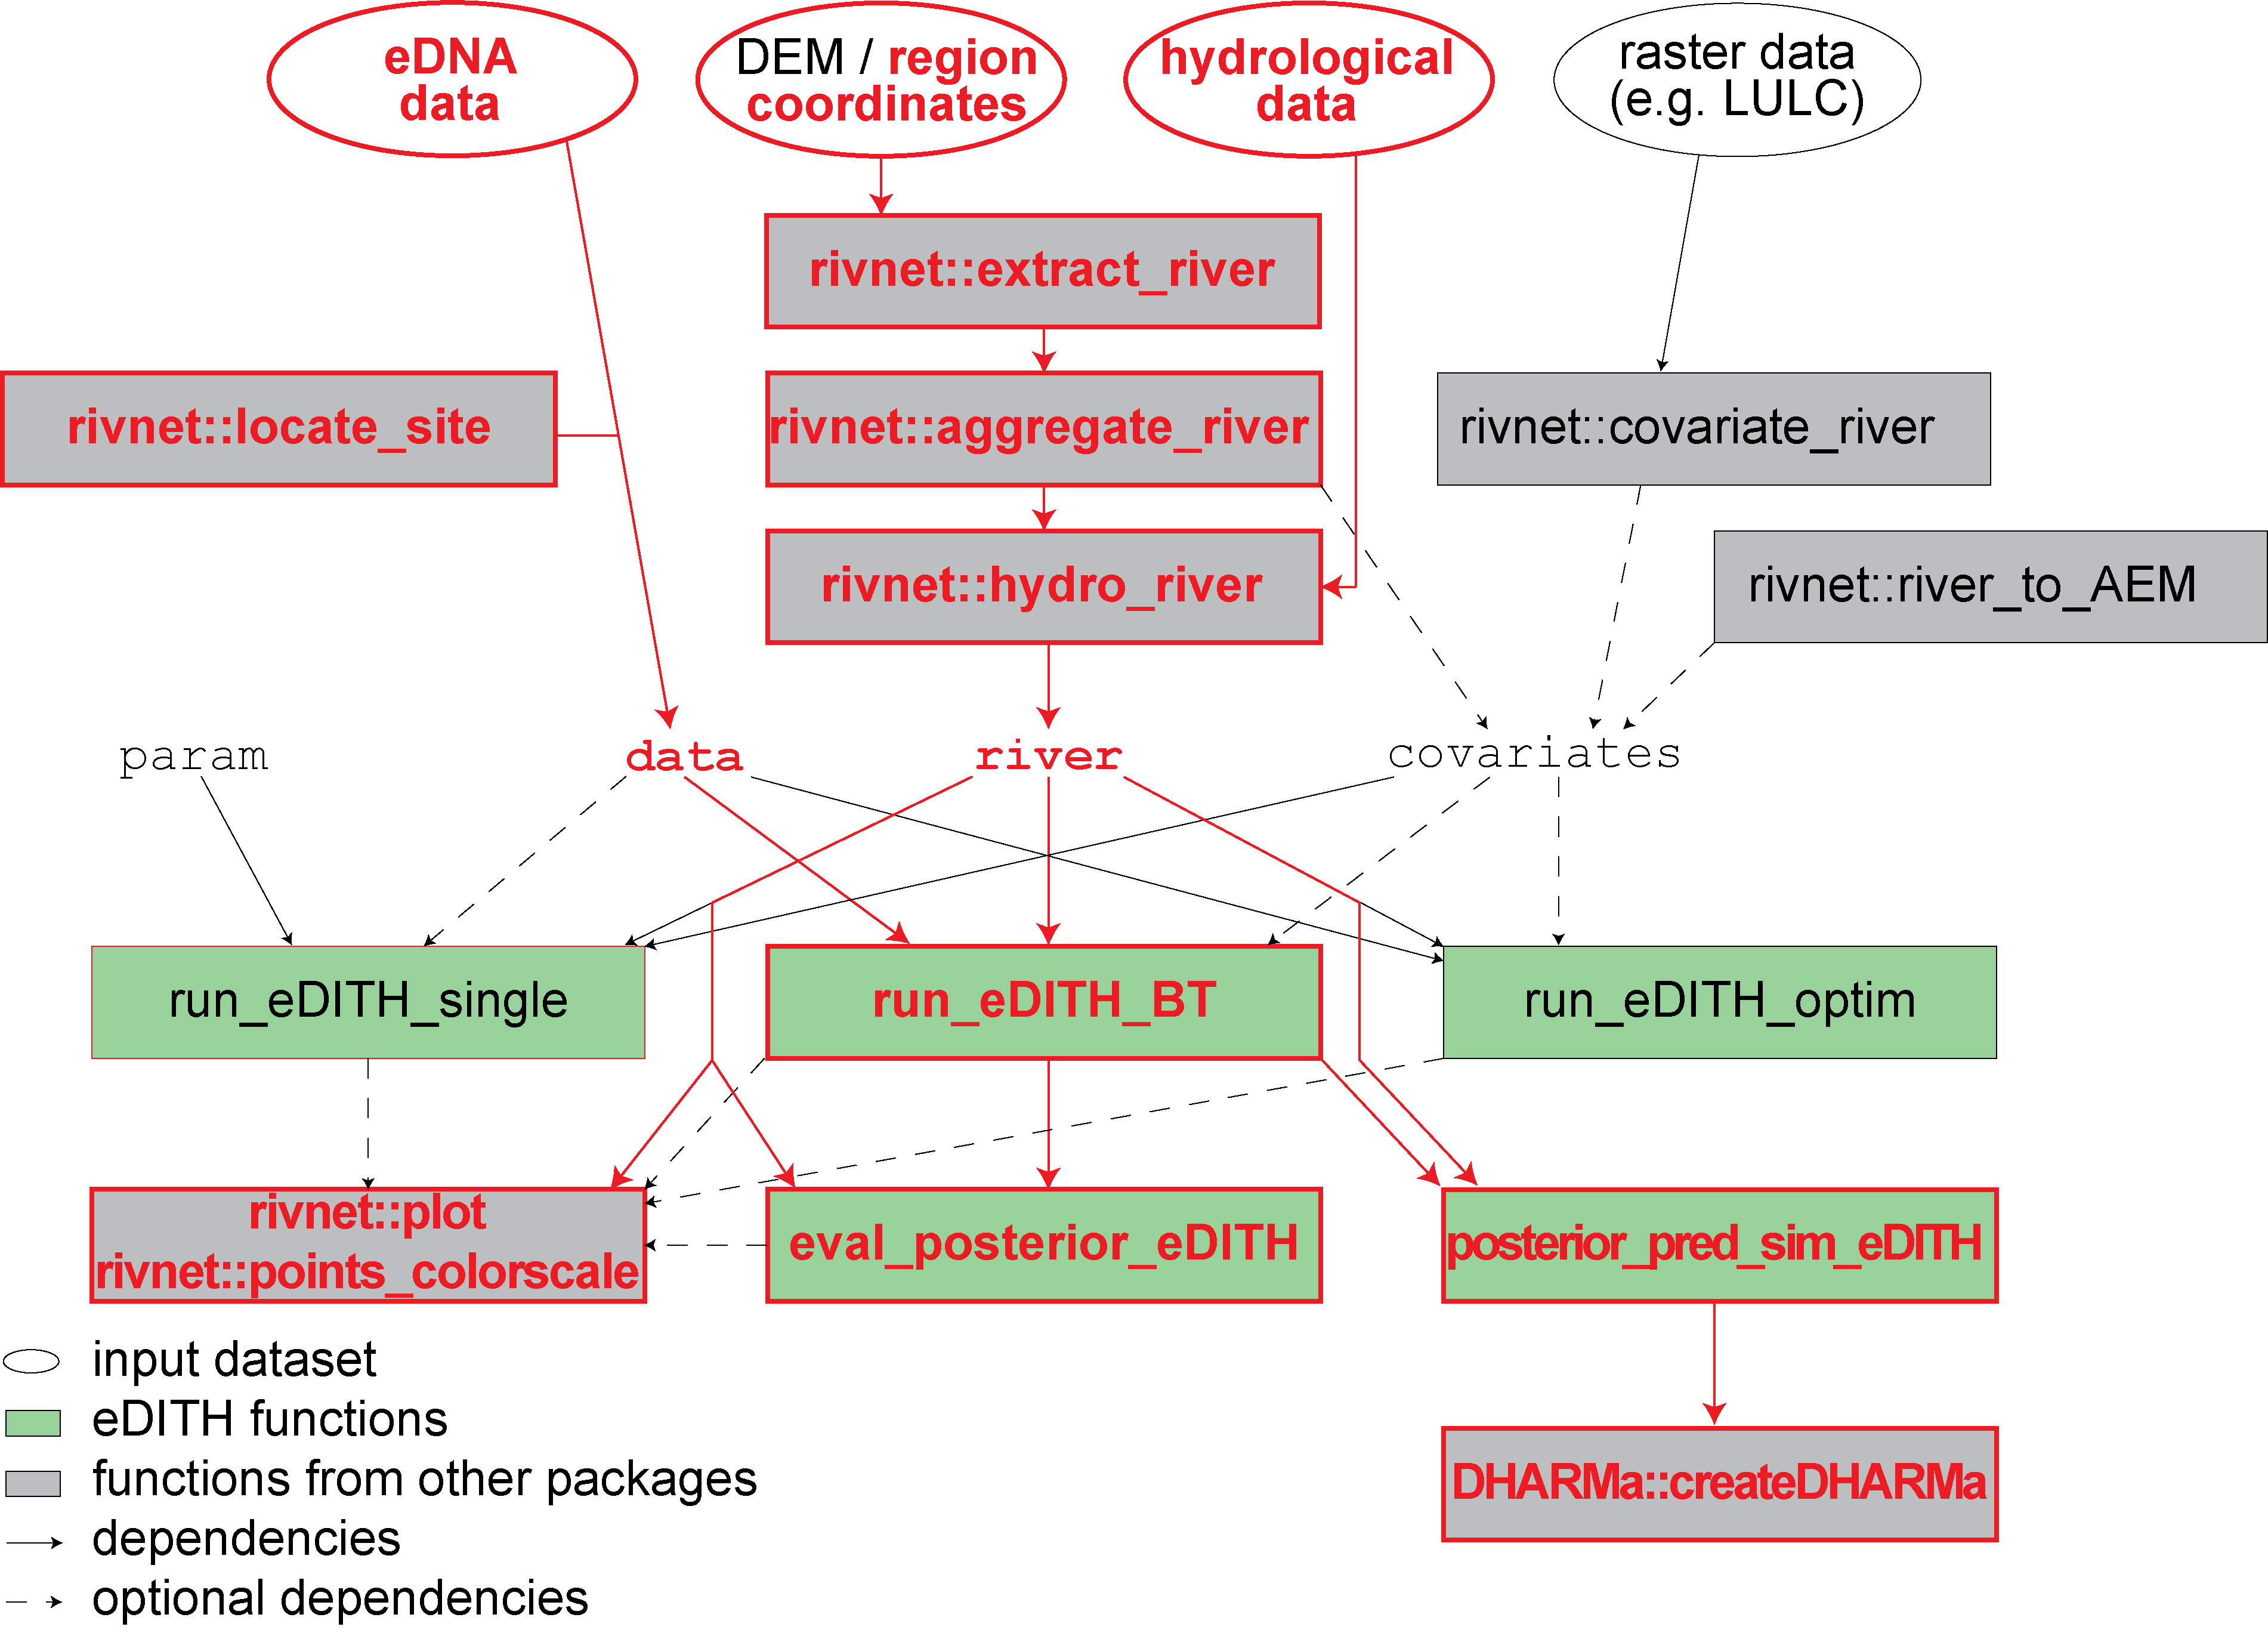 eDNA
data
DEM / region
coordinates
hydrological
data
raster data
(e.g. LULC)
rivnet::extract_river
rivnet::locate_site
rivnet::aggregate_river
rivnet::covariate_river
rivnet::hydro_river
rivnet::river_to_AEM
param
data
river
covariates
run_eDITH_single
run_eDITH_BT
run_eDITH_optim
rivnet::plot
rivnet::points_colorscale
eval_posterior_eDITH
posterior_pred_sim_eDITH
DHARMa::createDHARMa
input dataset
eDITH functions
functions from other packages
dependencies
optional dependencies